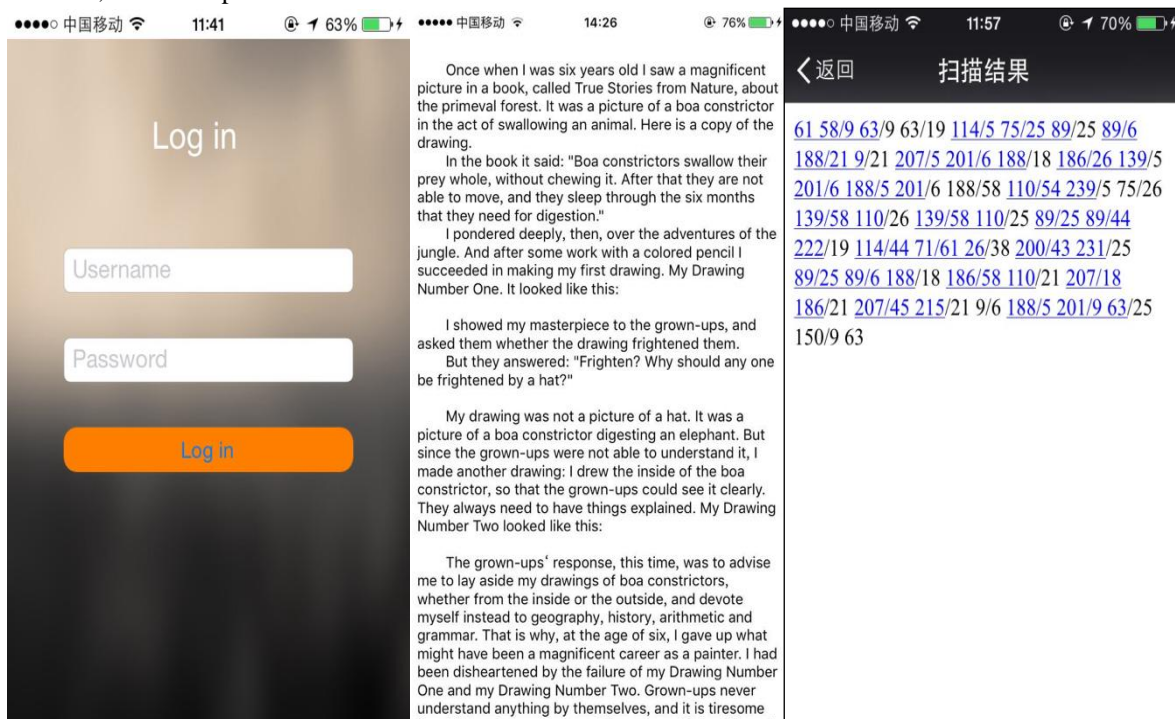 ●●●●○ 中国移动 11:41 63%
Log in
Username
Password
Log in
●●●●● 中国移动 14:26 76%
Once when I was six years old I saw a magnificent
picture in a book, called True Stories from Nature, about
the primeval forest. It was a picture of a boa constrictor
in the act of swallowing an animal. Here is a copy of the
drawing.
In the book it said: "Boa constrictors swallow their
prey whole, without chewing it. After that they are not
able to move, and they sleep through the six months
that they need for digestion."
I pondered deeply, then, over the adventures of the
jungle. And after some work with a colored pencil I
succeeded in making my first drawing. My Drawing
Number One. It looked like this:
I showed my masterpiece to the grown-ups, and
asked them whether the drawing frightened them.
But they answered: "Frighten? Why should any one
be frightened by a hat?"
My drawing was not a picture of a hat. It was a
picture of a boa constrictor digesting an elephant. But
since the grown-ups were not able to understand it, I
made another drawing: I drew the inside of the boa
constrictor, so that the grown-ups could see it clearly.
They always need to have things explained. My Drawing
Number Two looked like this:
The grown-ups‘ response, this time, was to advise
me to lay aside my drawings of boa constrictors,
whether from the inside or the outside, and devote
myself instead to geography, history, arithmetic and
grammar. That is why, at the age of six, I gave up what
might have been a magnificent career as a painter. I had
been disheartened by the failure of my Drawing Number
One and my Drawing Number Two. Grown-ups never
understand anything by themselves, and it is tiresome
●●●●○ 中国移动 11:57 70%
返回 扫描结果
61 58/9 63/9 63/19 114/5 75/25 89/25 89/6
188/21 9/21 207/5 201/6 188/18 186/26 139/5
201/6 188/5 201/6 188/58 110/54 239/5 75/26
139/58 110/26 139/58 110/25 89/25 89/44
222/19 114/44 71/61 26/38 200/43 231/25
89/25 89/6 188/18 186/58 110/21 207/18
186/21 207/45 215/21 9/6 188/5 201/9 63/25
150/9 63